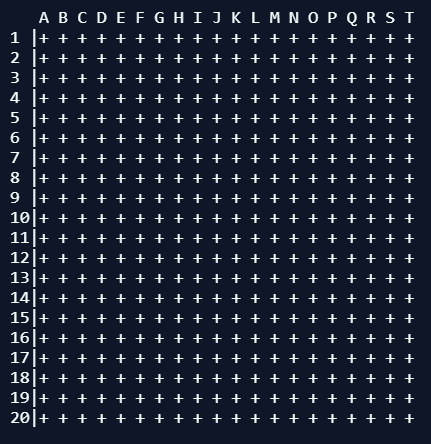 A B C D E F G H I J K L M N O P Q R S T
1 |+ + + + + + + + + + + + + + + + + + + +
2 |+ + + + + + + + + + + + + + + + + + + +
3 |+ + + + + + + + + + + + + + + + + + + +
4 |+ + + + + + + + + + + + + + + + + + + +
5 |+ + + + + + + + + + + + + + + + + + + +
6 |+ + + + + + + + + + + + + + + + + + + +
7 |+ + + + + + + + + + + + + + + + + + + +
8 |+ + + + + + + + + + + + + + + + + + + +
9 |+ + + + + + + + + + + + + + + + + + + +
10|+ + + + + + + + + + + + + + + + + + + +
11|+ + + + + + + + + + + + + + + + + + + +
12|+ + + + + + + + + + + + + + + + + + + +
13|+ + + + + + + + + + + + + + + + + + + +
14|+ + + + + + + + + + + + + + + + + + + +
15|+ + + + + + + + + + + + + + + + + + + +
16|+ + + + + + + + + + + + + + + + + + + +
17|+ + + + + + + + + + + + + + + + + + + +
18|+ + + + + + + + + + + + + + + + + + + +
19|+ + + + + + + + + + + + + + + + + + + +
20|+ + + + + + + + + + + + + + + + + + + +